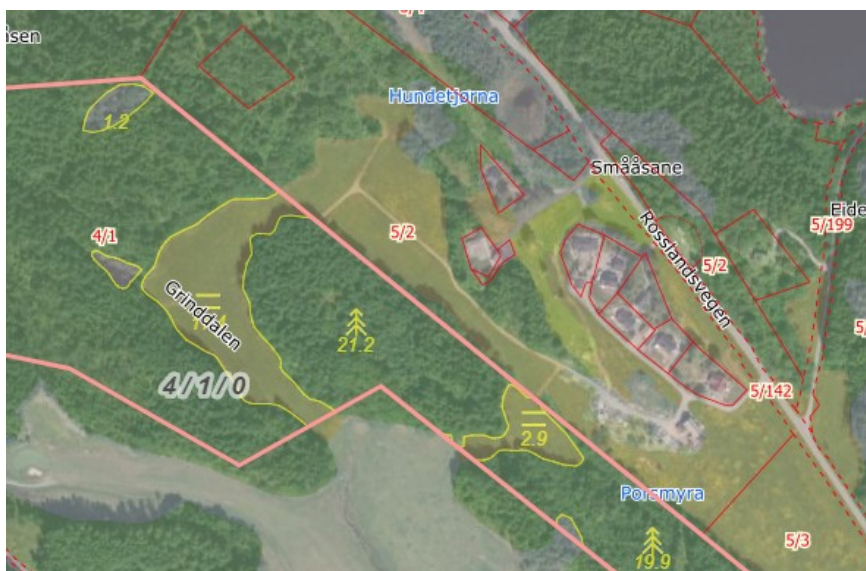 åsen
Hundetjørna
1.2
Smååsane
Eide
5/199
4/1
5/2
Rosslandsvegen
5/2
Grinddalen
21.2
4/1/0
5/142
2.9
Porsmyra
5/3
19.9